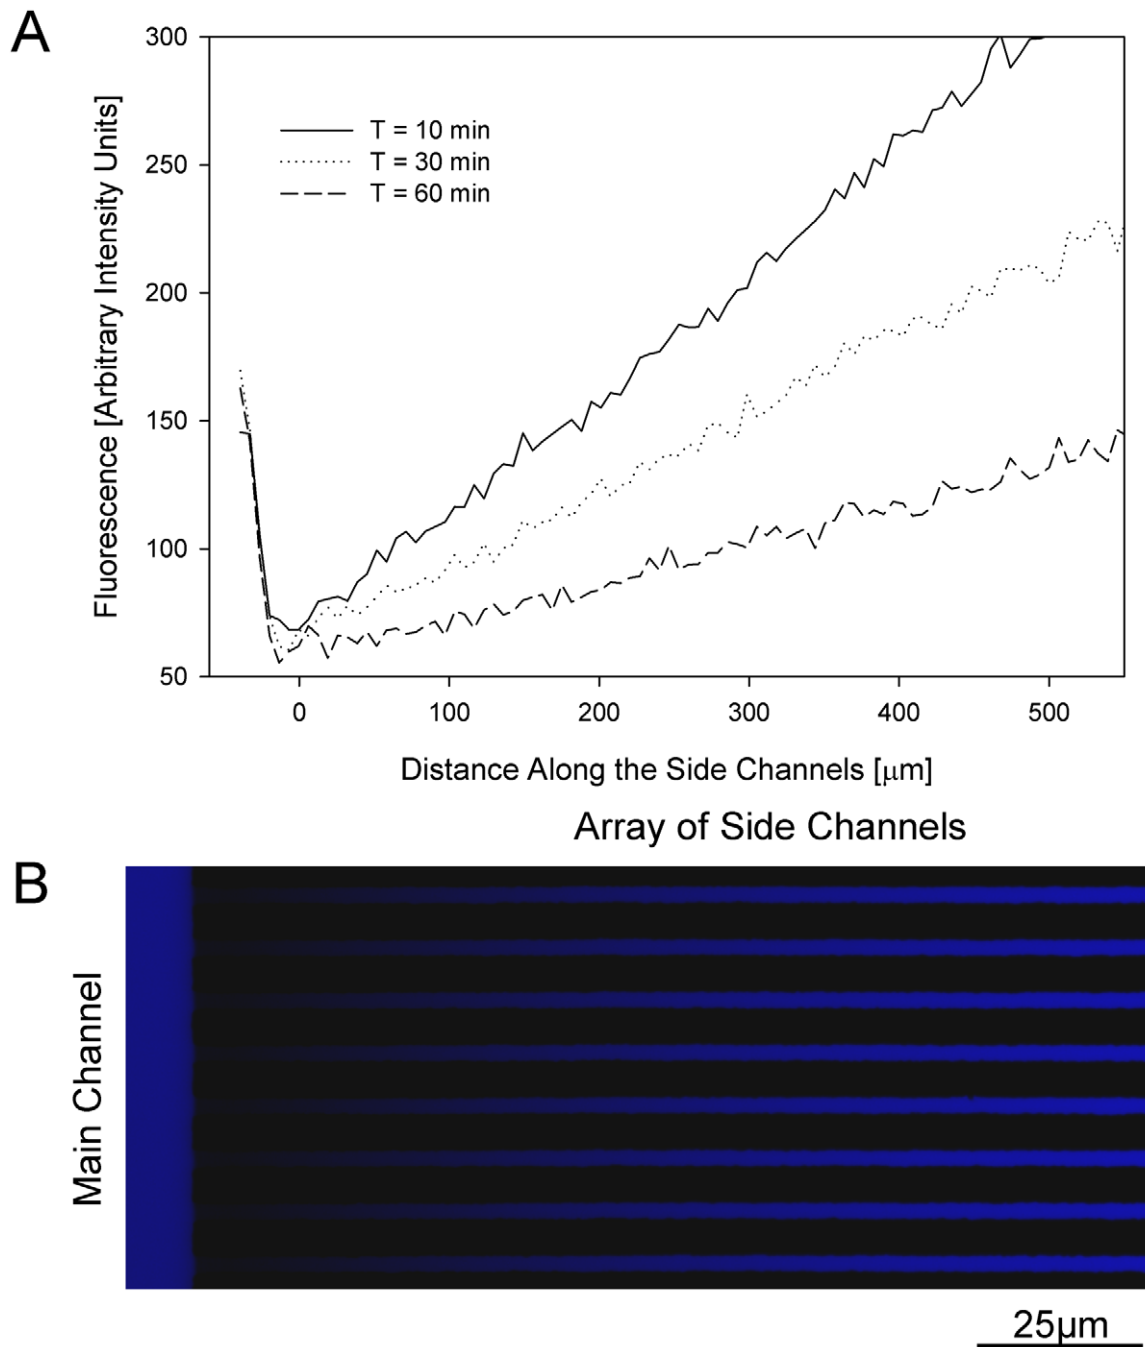 A
300
250
200
150
100
50
Fluorescence [Arbitrary Intensity Units]
T = 10 min
T = 30 min
T = 60 min
0 100 200 300 400 500
Distance Along the Side Channels [μm]
Array of Side Channels
B
Main Channel
25μm